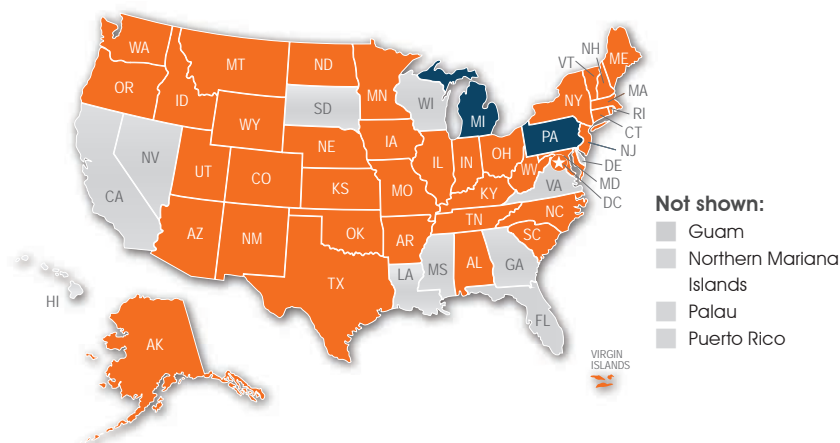 WA
OR
ID
MT
ND
MN
WY
SD
WI
MI
NV
CA
UT
CO
NE
KS
IA
MO
IL
IN
OH
PA
NY
VT
NH
ME
MA
RI
CT
NJ
DE
MD
DC
WV
VA
KY
TN
NC
SC
AZ
NM
OK
AR
TX
LA
MS
AL
GA
FL
HI
AK
VIRGIN
ISLANDS
Not shown:
Guam
Northern Mariana
Islands
Palau
Puerto Rico